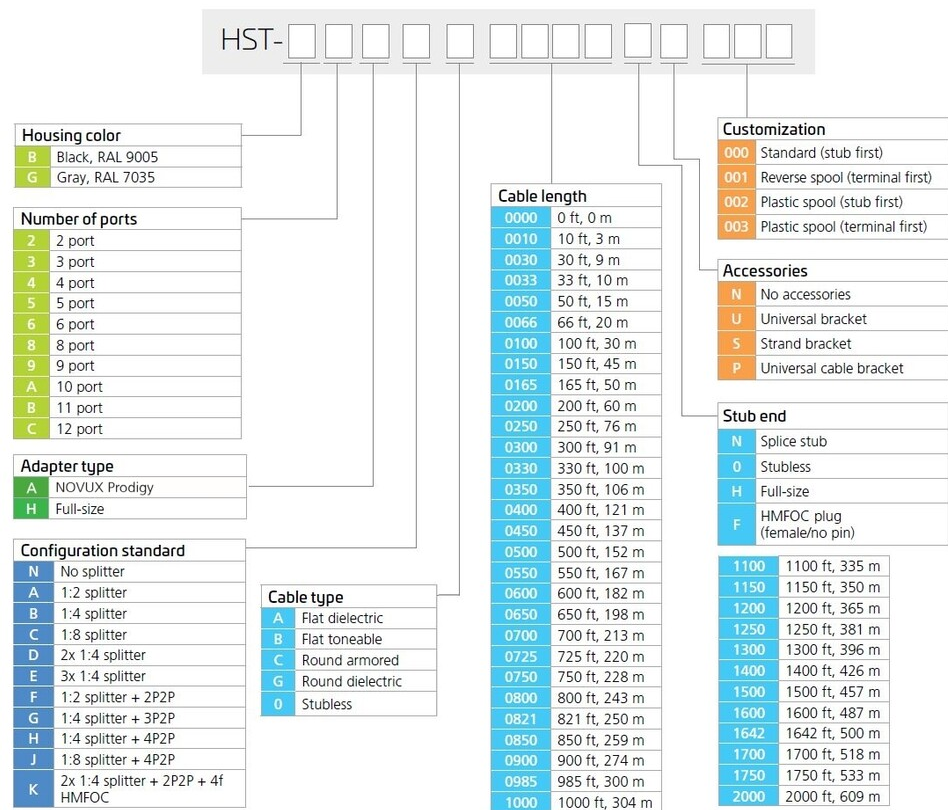 HST-
Housing color
B Black, RAL 9005
G Gray, RAL 7035
Number of ports
2 2 port
3 3 port
4 4 port
5 5 port
6 6 port
8 8 port
9 9 port
A 10 port
B 11 port
C 12 port
Adapter type
A NOVUX Prodigy
H Full-size
Configuration standard
N No splitter
A 1:2 splitter
B 1:4 splitter
C 1:8 splitter
D 2x 1:4 splitter
E 3x 1:4 splitter
F 1:2 splitter + 2P2P
G 1:4 splitter + 3P2P
H 1:4 splitter + 4P2P
J 1:8 splitter + 4P2P
K 2x 1:4 splitter + 2P2P + 4f
HMFOC
Cable type
A Flat dielectric
B Flat toneable
C Round armored
G Round dielectric
0 Stubless
Cable length
0000 0 ft, 0 m
0010 10 ft, 3 m
0030 30 ft, 9 m
0033 33 ft, 10 m
0050 50 ft, 15 m
0066 66 ft, 20 m
0100 100 ft, 30 m
0150 150 ft, 45 m
0165 165 ft, 50 m
0200 200 ft, 60 m
0250 250 ft, 76 m
0300 300 ft, 91 m
0330 330 ft, 100 m
0350 350 ft, 106 m
0400 400 ft, 121 m
0450 450 ft, 137 m
0500 500 ft, 152 m
0550 550 ft, 167 m
0600 600 ft, 182 m
0650 650 ft, 198 m
0700 700 ft, 213 m
0725 725 ft, 220 m
0750 750 ft, 228 m
0800 800 ft, 243 m
0821 821 ft, 250 m
0850 850 ft, 259 m
0900 900 ft, 274 m
0985 985 ft, 300 m
1000 1000 ft, 304 m
Customization
000 Standard (stub first)
001 Reverse spool (terminal first)
002 Plastic spool (stub first)
003 Plastic spool (terminal first)
Accessories
N No accessories
U Universal bracket
S Strand bracket
P Universal cable bracket
Stub end
N Splice stub
0 Stubless
H Full-size
F HMFOC plug
(female/no pin)
1100 1100 ft, 335 m
1150 1150 ft, 350 m
1200 1200 ft, 365 m
1250 1250 ft, 381 m
1300 1300 ft, 396 m
1400 1400 ft, 426 m
1500 1500 ft, 457 m
1600 1600 ft, 487 m
1642 1642 ft, 500 m
1700 1700 ft, 518 m
1750 1750 ft, 533 m
2000 2000 ft, 609 m